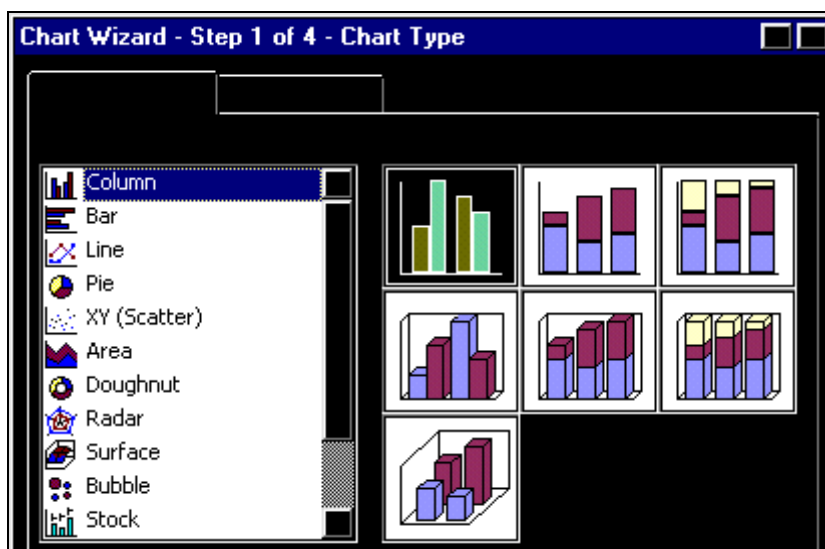 Chart Wizard - Step 1 of 4 - Chart Type
Column
Bar
Line
Pie
XY (Scatter)
Area
Doughnut
Radar
Surface
Bubble
Stock